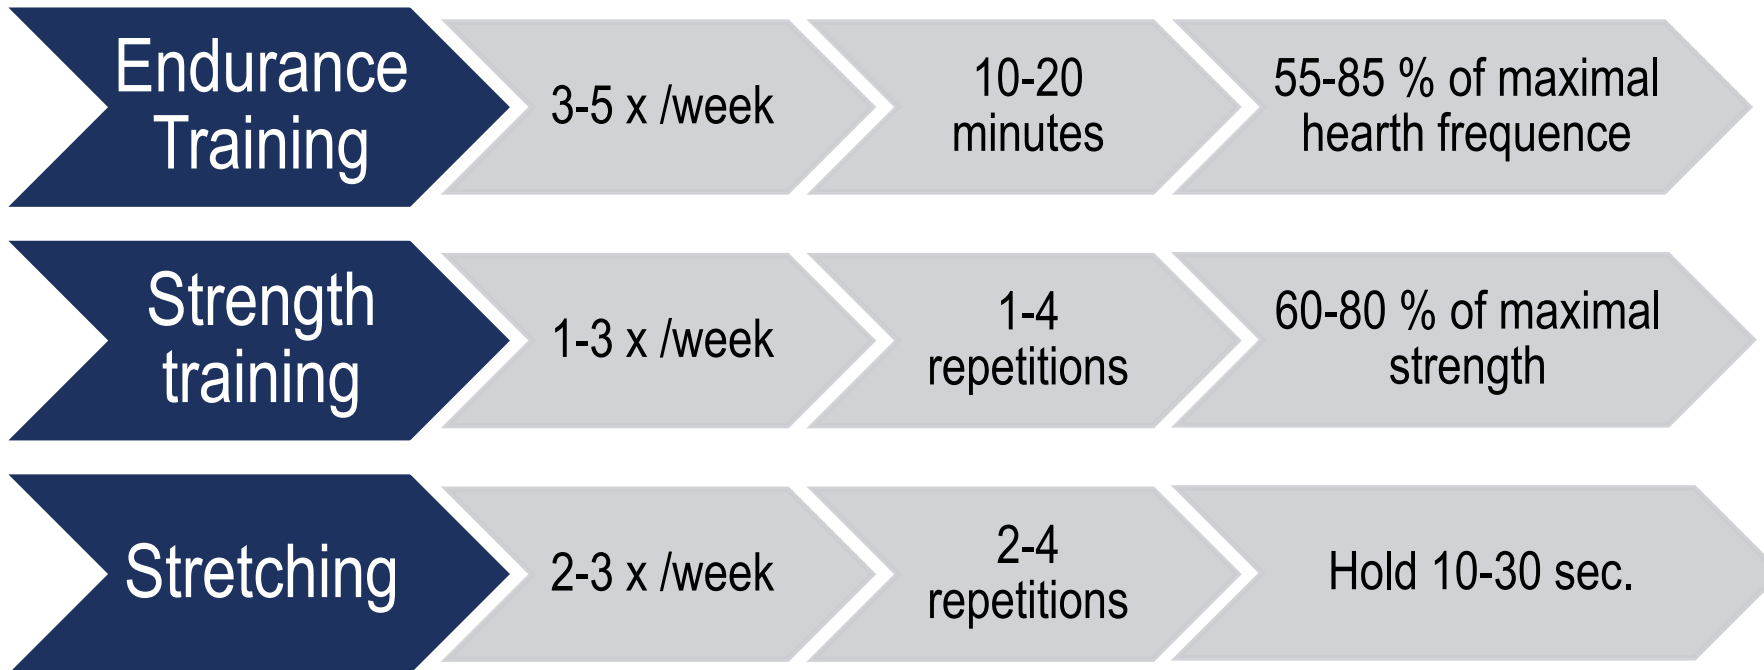 Endurance
Training
3-5 x /week
10-20
minutes
55-85 % of maximal
hearth frequence
Strength
training
1-3 x /week
1-4
repetitions
60-80 % of maximal
strength
Stretching
2-3 x /week
2-4
repetitions
Hold 10-30 sec.